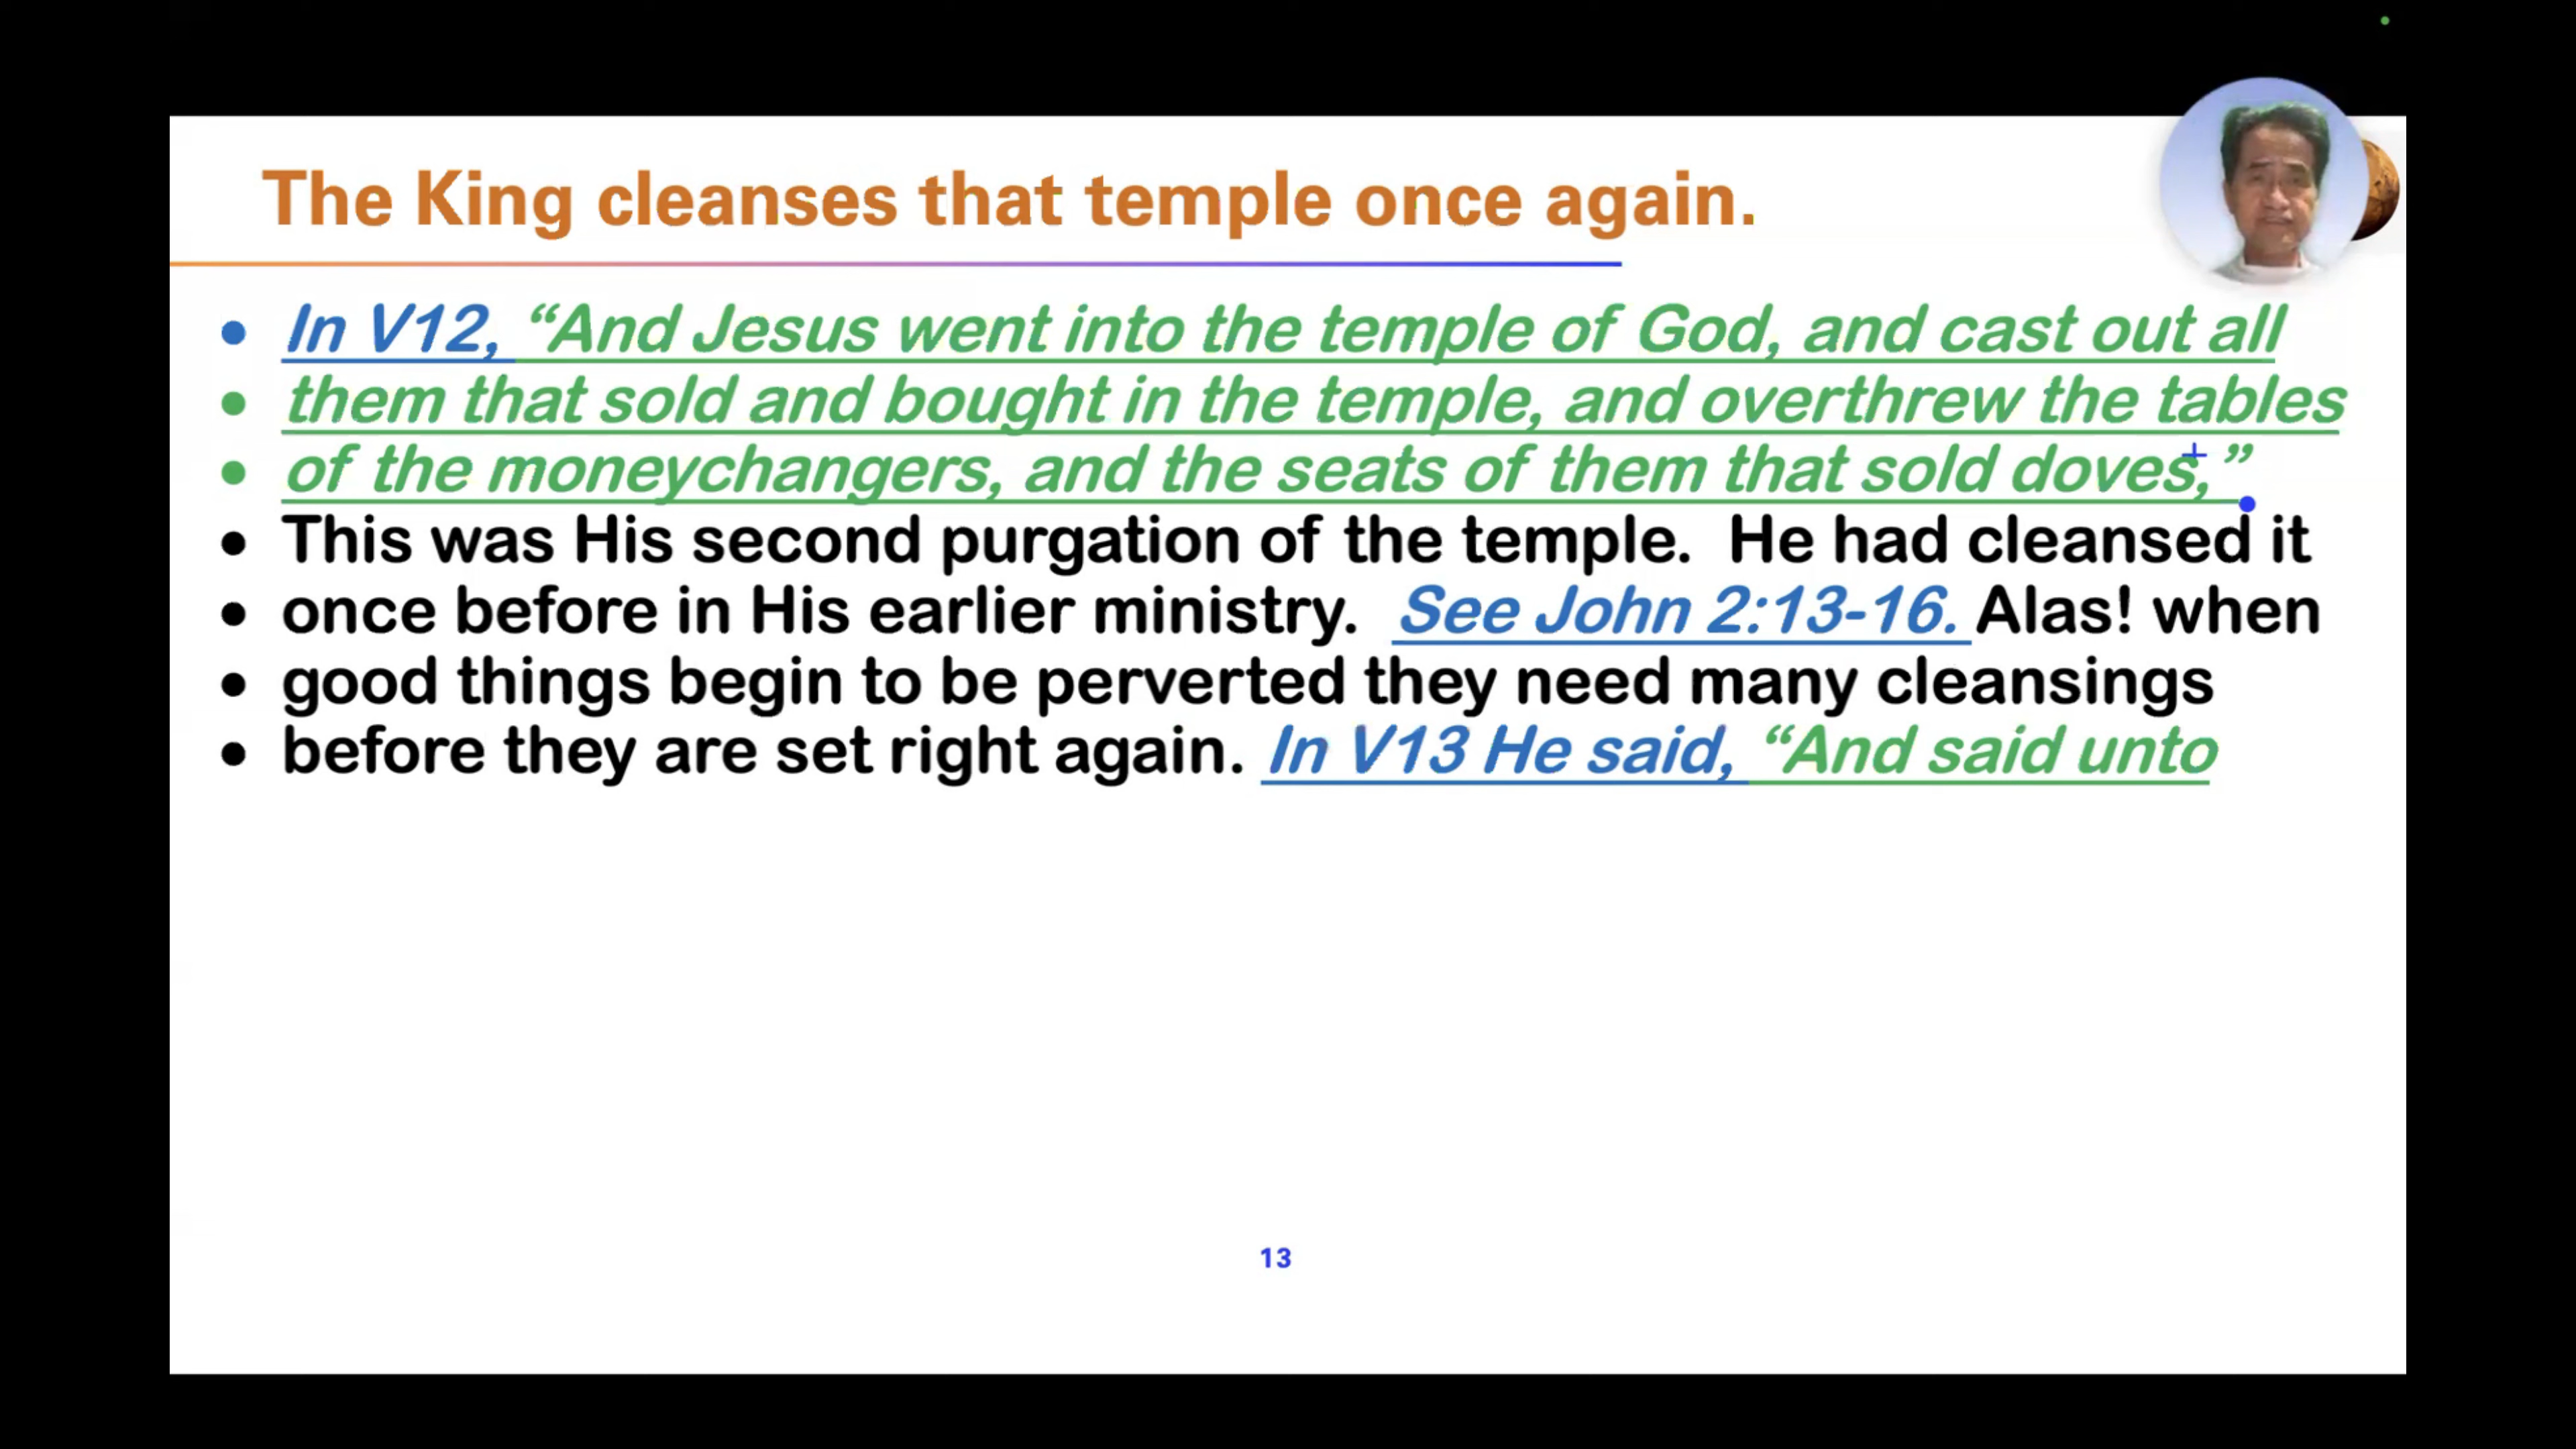 The King cleanses that temple once again.
• In V12, “And Jesus went into the temple of God, and cast out all
• them that sold and bought in the temple, and overthrew the tables
• of the moneychangers, and the seats of them that sold doves,”
• This was His second purgation of the temple.  He had cleansed it
• once before in His earlier ministry.  See John 2:13-16. Alas! when
• good things begin to be perverted they need many cleansings
• before they are set right again. In V13 He said, “And said unto
13